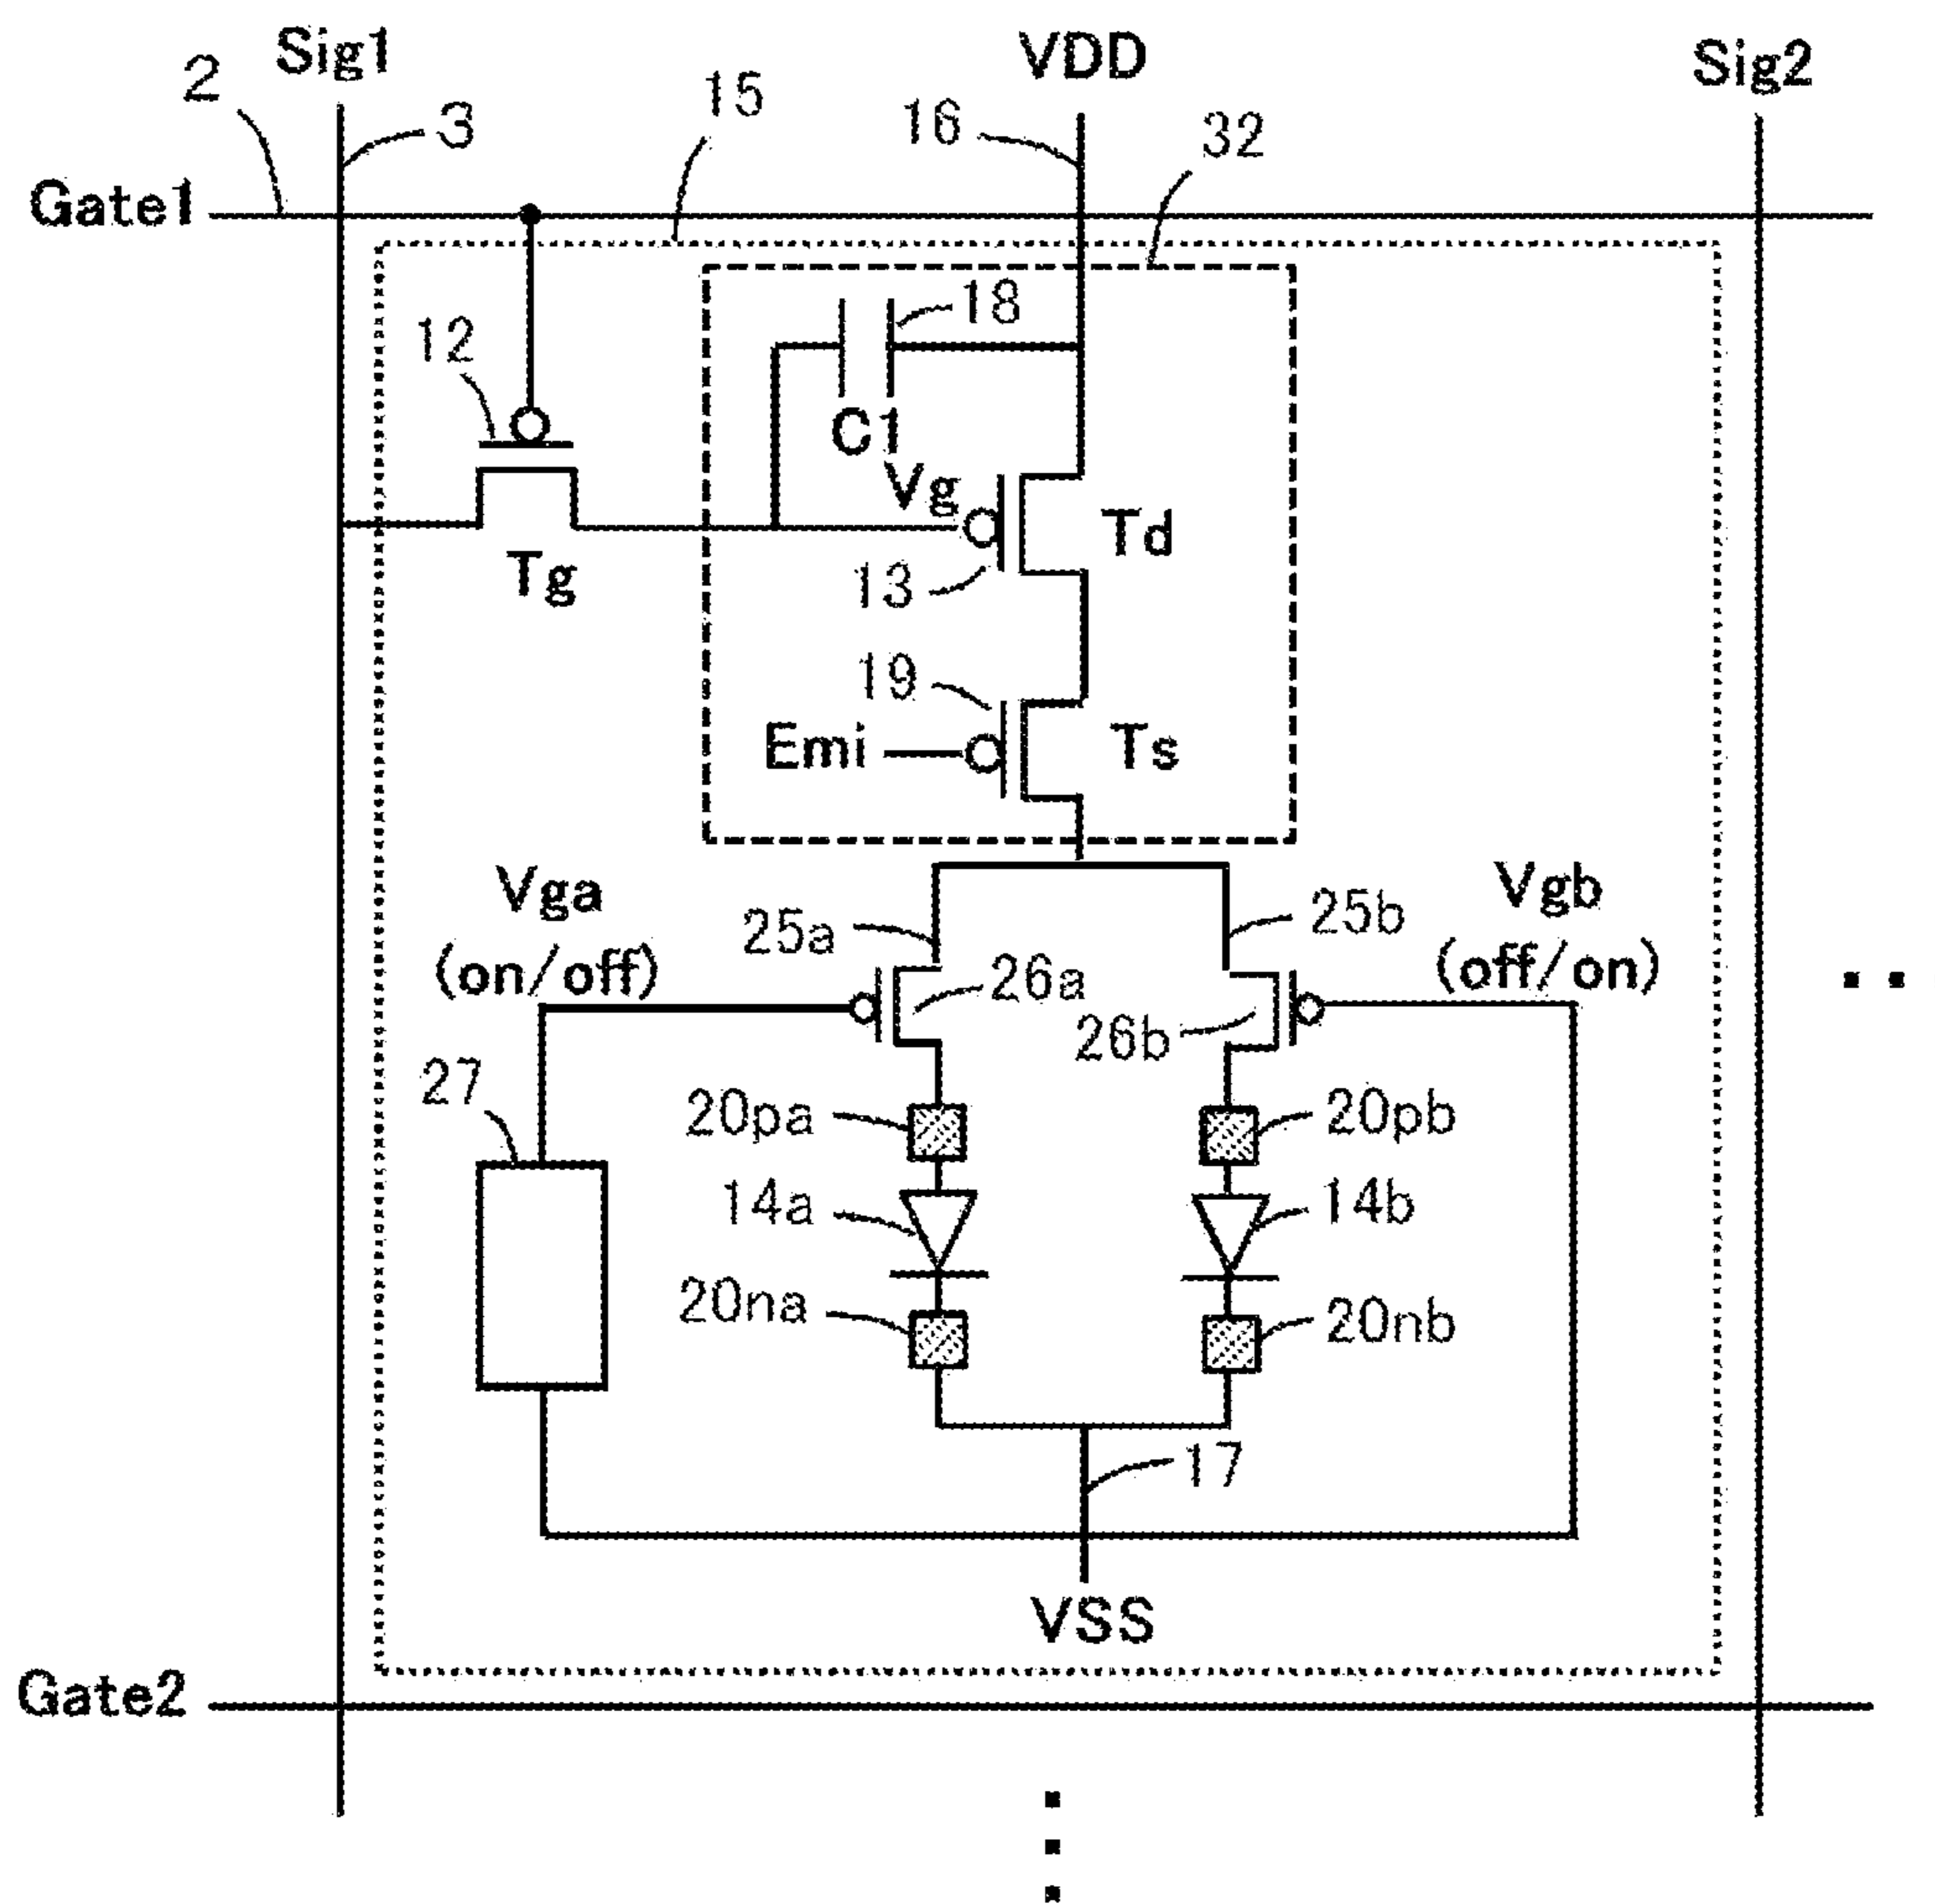 Sig1
VDD
Sig2
2
3
15
16
32
Gate1
12
18
C1
Vg
Td
Tg
13
19
Emi
Ts
Vga
(on/off)
25a
25b
Vgb
(off/on)
26a
26b
27
20pa
20pb
14a
14b
20na
20nb
17
VSS
Gate2